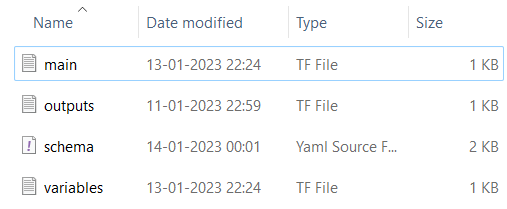 Name Date modified Type Size
main 13-01-2023 22:24 TF File 1 KB
outputs 11-01-2023 22:59 TF File 1 KB
schema 14-01-2023 00:01 Yaml Source F... 2 KB
variables 13-01-2023 22:24 TF File 1 KB